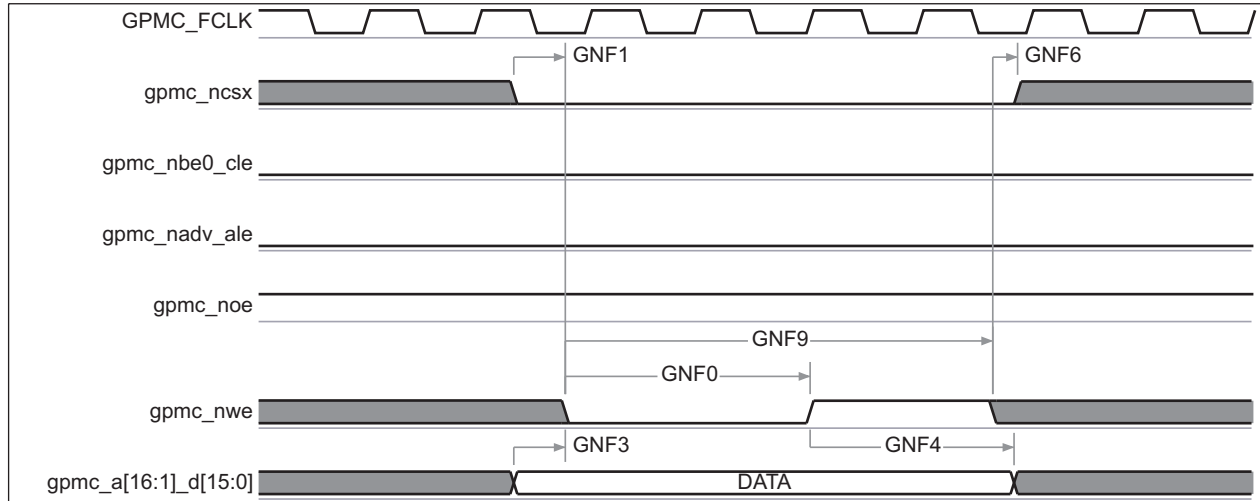 GPMC_FCLK
GNF1
GNF6
gpmc_ncsx
gpmc_nbe0_cle
gpmc_nadv_ale
gpmc_noe
GNF9
GNF0
gpmc_nwe
GNF3
GNF4
gpmc_a[16:1]_d[15:0]
DATA